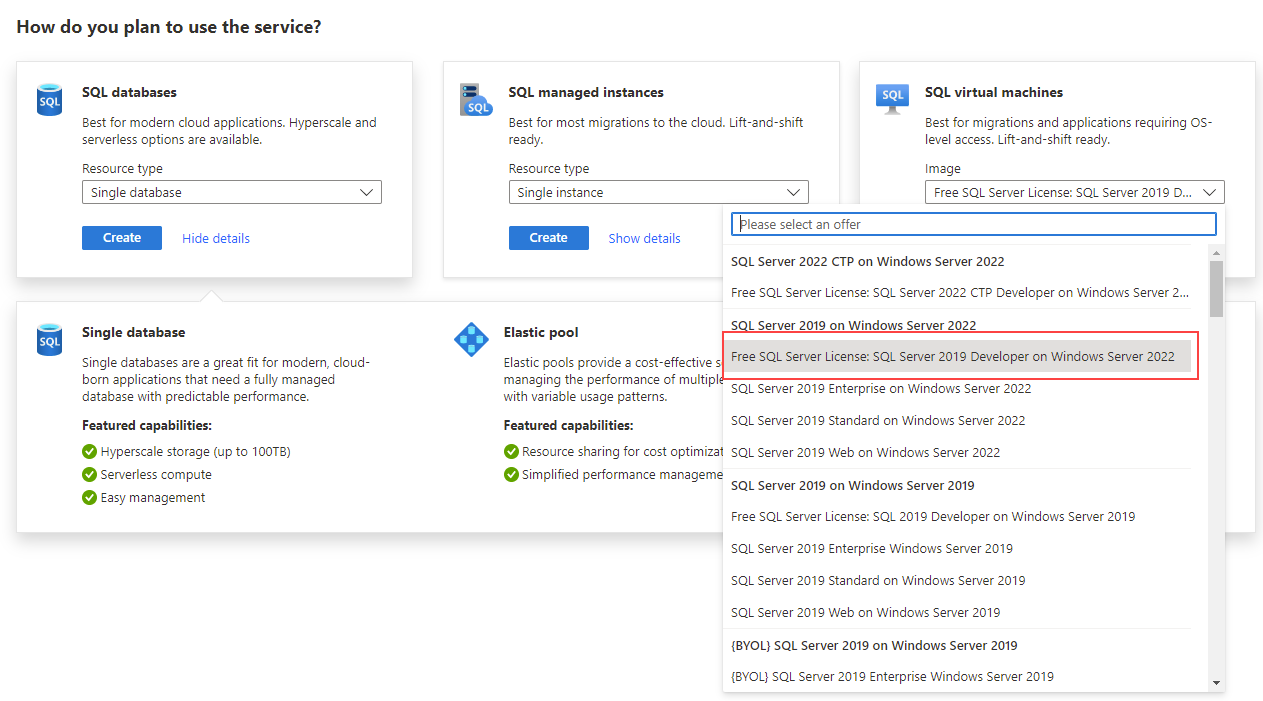 How do you plan to use the service?
SQL
SQL databases
Best for modern cloud applications. Hyperscale and
serverless options are available.
Resource type
Single database
Create
Hide details
SQL
SQL managed instances
Best for most migrations to the cloud. Lift-and-shift
ready.
Resource type
Single instance
Create
Show details
SQL
SQL virtual machines
Best for migrations and applications requiring OS-
level access. Lift-and-shift ready.
Image
Free SQL Server License: SQL Server 2019 D...
Please select an offer
SQL Server 2022 CTP on Windows Server 2022
Free SQL Server License: SQL Server 2022 CTP Developer on Windows Server 2...
SQL Server 2019 on Windows Server 2022
Free SQL Server License: SQL Server 2019 Developer on Windows Server 2022
SQL Server 2019 Enterprise on Windows Server 2022
SQL Server 2019 Standard on Windows Server 2022
SQL Server 2019 Web on Windows Server 2022
SQL Server 2019 on Windows Server 2019
Free SQL Server License: SQL 2019 Developer on Windows Server 2019
SQL Server 2019 Enterprise Windows Server 2019
SQL Server 2019 Standard on Windows Server 2019
SQL Server 2019 Web on Windows Server 2019
{BYOL} SQL Server 2019 on Windows Server 2019
{BYOL} SQL Server 2019 Enterprise Windows Server 2019
SQL
Single database
Single databases are a great fit for modern, cloud-
born applications that need a fully managed
database with predictable performance.
Featured capabilities:
Hyperscale storage (up to 100TB)
Serverless compute
Easy management
Elastic pool
Elastic pools provide a cost-effective s
managing the performance of multiple
with variable usage patterns.
Featured capabilities:
Resource sharing for cost optimizat
Simplified performance manageme